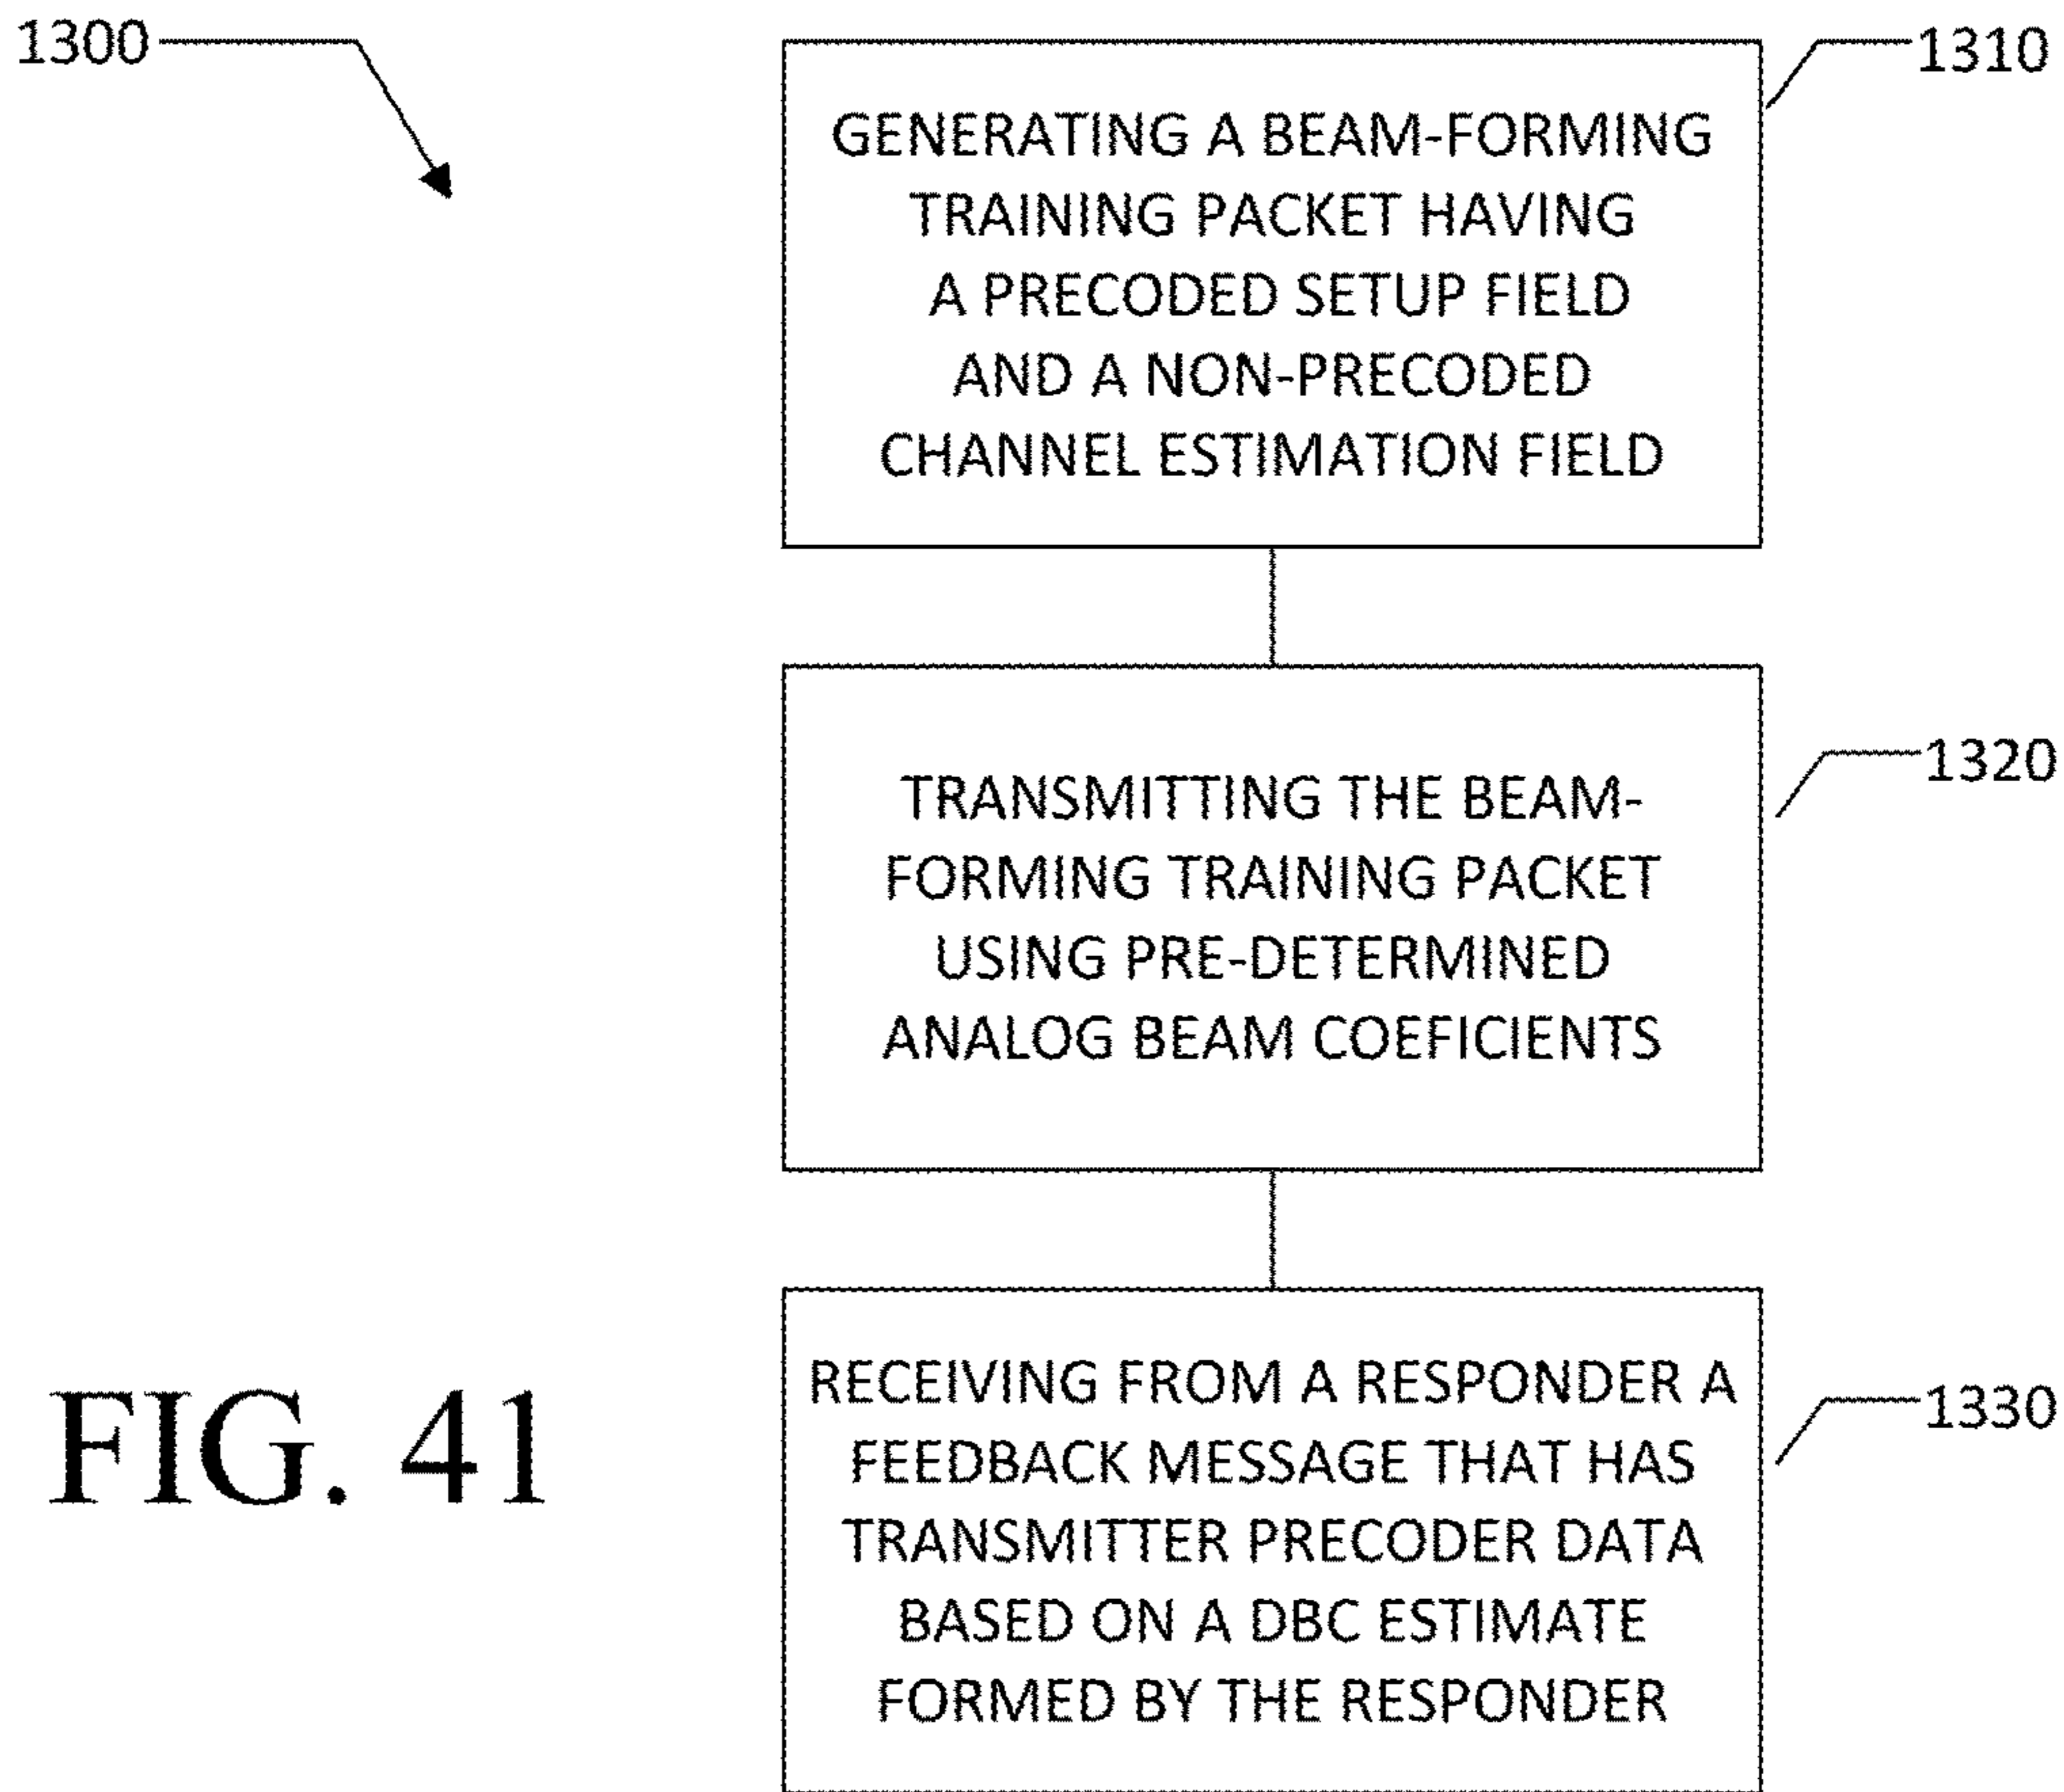 1300
1310
GENERATING A BEAM-FORMING
TRAINING PACKET HAVING
A PRECODED SETUP FIELD
AND A NON-PRECODED
CHANNEL ESTIMATION FIELD
1320
TRANSMITTING THE BEAM-
FORMING TRAINING PACKET
USING PRE-DETERMINED
ANALOG BEAM COEFICIENTS
1330
RECEIVING FROM A RESPONDER A
FEEDBACK MESSAGE THAT HAS
TRANSMITTER PRECODER DATA
BASED ON A DBC ESTIMATE
FORMED BY THE RESPONDER
FIG. 41